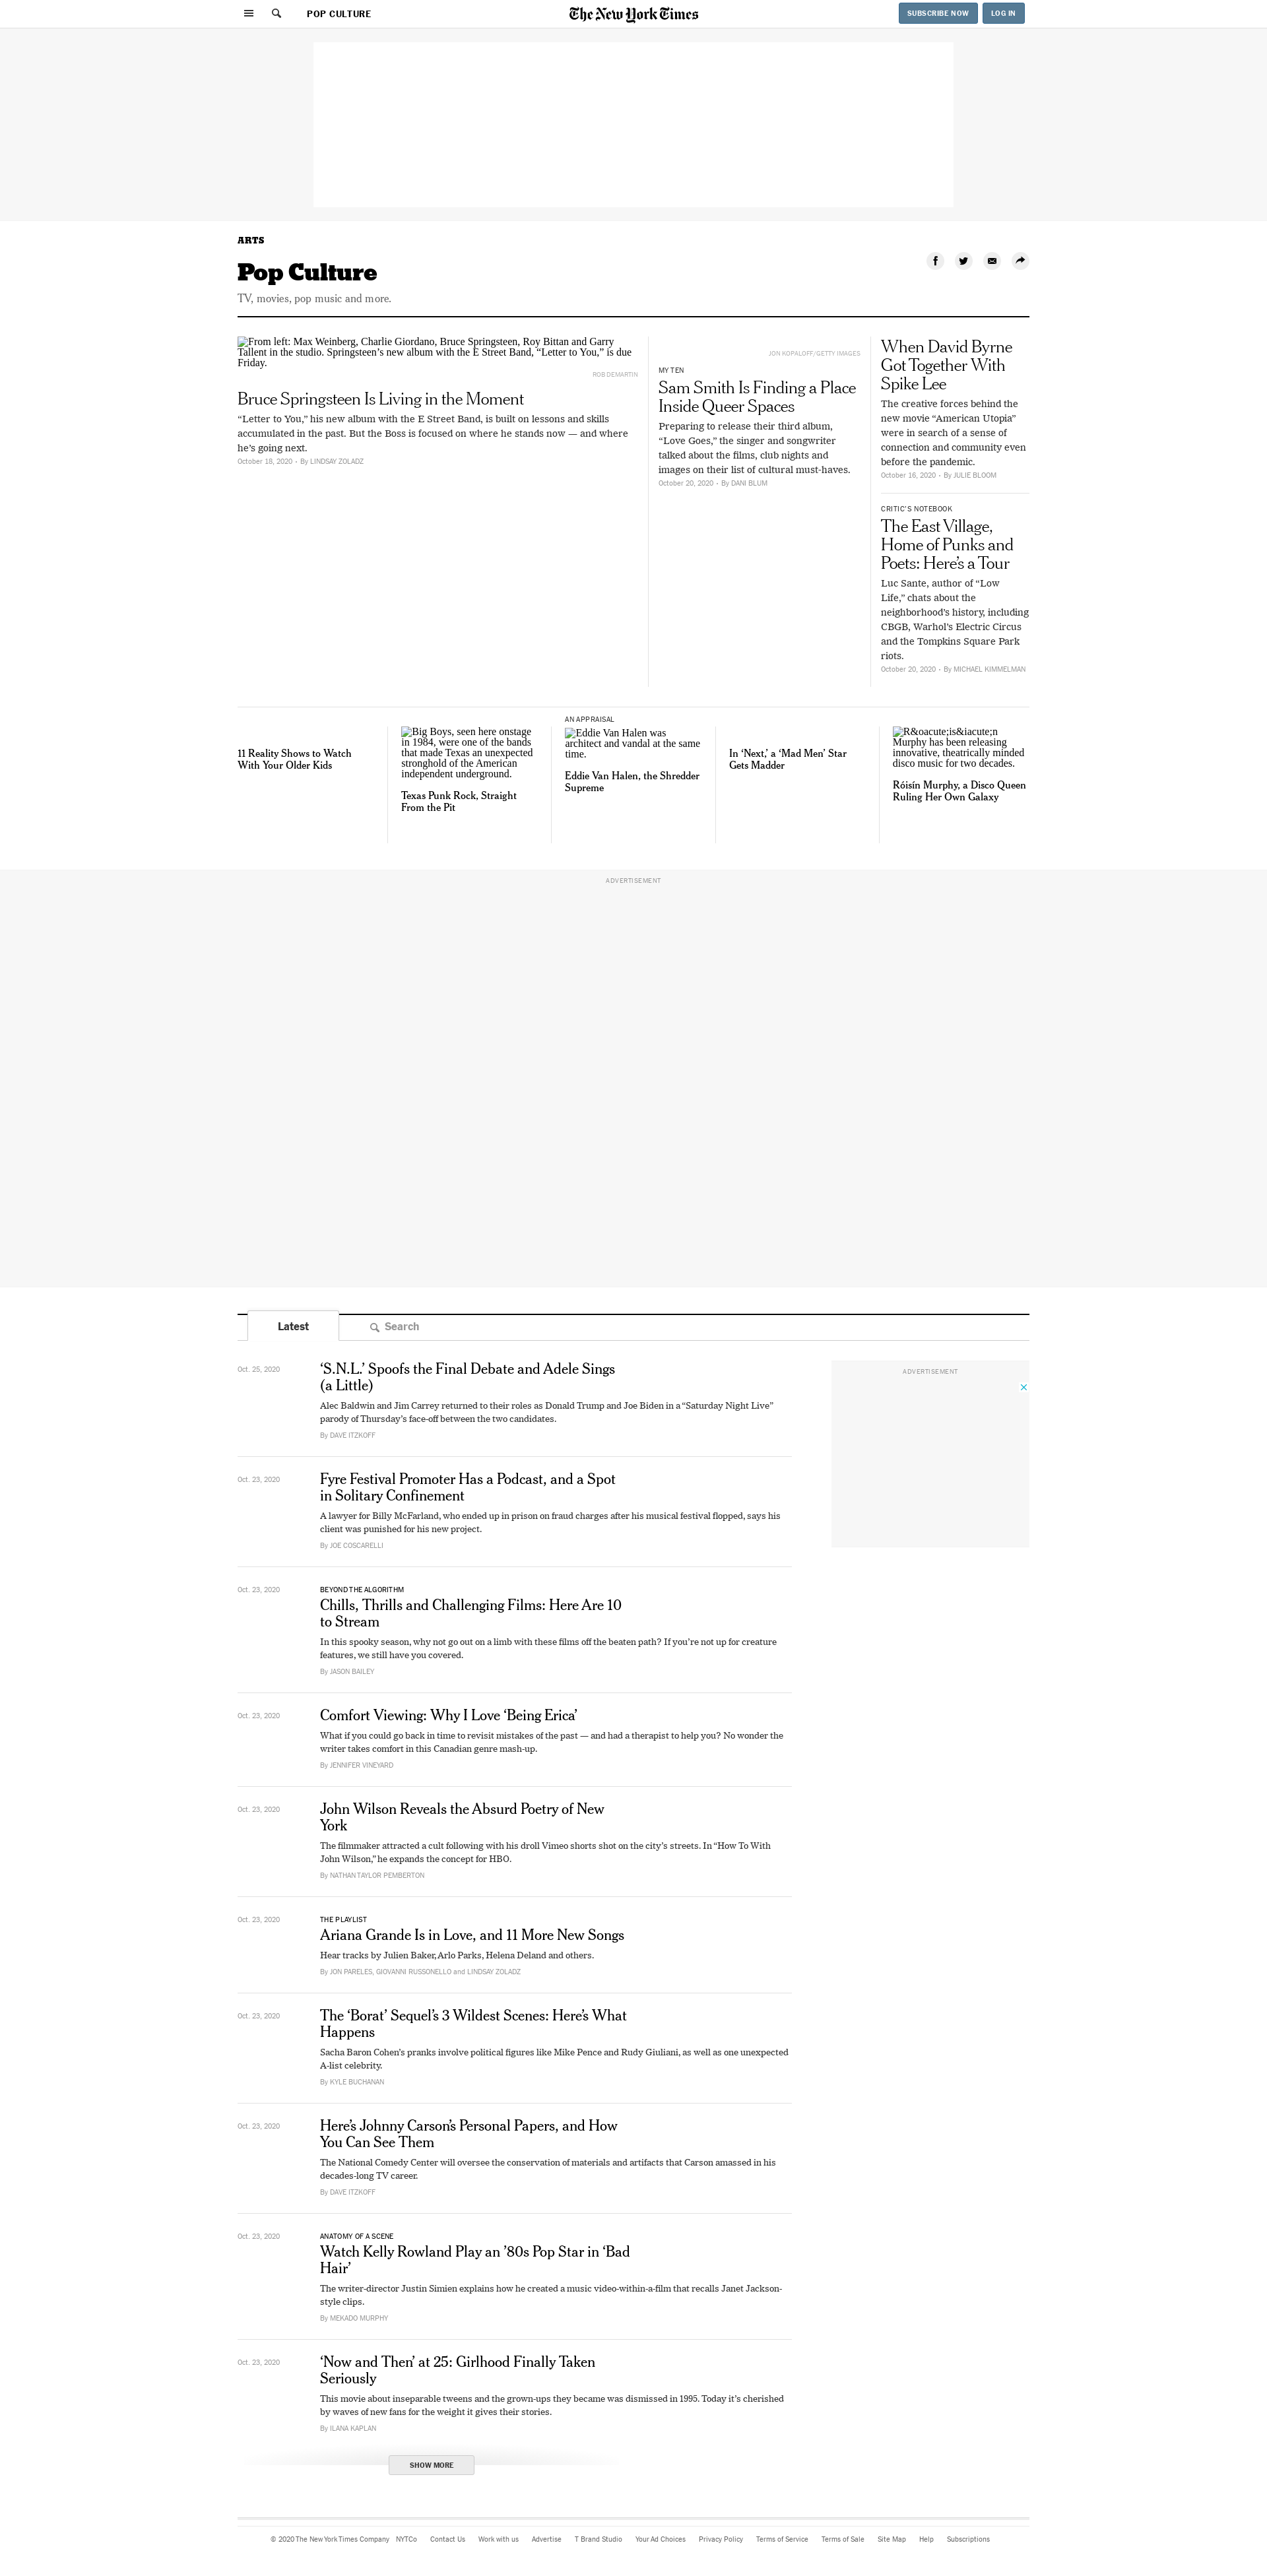 POP CULTURE
The New York Times
SUBSCRIBE NOW
LOG IN
ARTS
Pop Culture
TV, movies, pop music and more.
From left: Max Weinberg, Charlie Giordano, Bruce Springsteen, Roy Bittan and Garry
Tallent in the studio. Springsteen’s new album with the E Street Band, “Letter to You,” is due
Friday.
ROB DEMARTIN
Bruce Springsteen Is Living in the Moment
“Letter to You,” his new album with the E Street Band, is built on lessons and skills
accumulated in the past. But the Boss is focused on where he stands now — and where
he’s going next.
October 18, 2020 - By LINDSAY ZOLADZ
JON KOPALOFF/GETTY IMAGES
MY TEN
Sam Smith Is Finding a Place
Inside Queer Spaces
Preparing to release their third album,
“Love Goes,” the singer and songwriter
talked about the films, club nights and
images on their list of cultural must-haves.
October 20, 2020 - By DANI BLUM
When David Byrne
Got Together With
Spike Lee
The creative forces behind the
new movie “American Utopia”
were in search of a sense of
connection and community even
before the pandemic.
October 16, 2020 - By JULIE BLOOM
CRITIC’S NOTEBOOK
The East Village,
Home of Punks and
Poets: Here’s a Tour
Luc Sante, author of “Low
Life,” chats about the
neighborhood’s history, including
CBGB, Warhol’s Electric Circus
and the Tompkins Square Park
riots.
October 20, 2020 - By MICHAEL KIMMELMAN
11 Reality Shows to Watch
With Your Older Kids
Big Boys, seen here onstage
in 1984, were one of the bands
that made Texas an unexpected
stronghold of the American
independent underground.
Texas Punk Rock, Straight
From the Pit
AN APPRAISAL
Eddie Van Halen was
architect and vandal at the same
time.
Eddie Van Halen, the Shredder
Supreme
In ‘Next,’ a ‘Mad Men’ Star
Gets Madder
R&oacute;is&iacute;n
Murphy has been releasing
innovative, theatrically minded
disco music for two decades.
Róisín Murphy, a Disco Queen
Ruling Her Own Galaxy
ADVERTISEMENT
Latest
Search
ADVERTISEMENT
Oct. 25, 2020
‘S.N.L.’ Spoofs the Final Debate and Adele Sings
(a Little)
Alec Baldwin and Jim Carrey returned to their roles as Donald Trump and Joe Biden in a “Saturday Night Live”
parody of Thursday’s face-off between the two candidates.
By DAVE ITZKOFF
Oct. 23, 2020
Fyre Festival Promoter Has a Podcast, and a Spot
in Solitary Confinement
A lawyer for Billy McFarland, who ended up in prison on fraud charges after his musical festival flopped, says his
client was punished for his new project.
By JOE COSCARELLI
Oct. 23, 2020
BEYOND THE ALGORITHM
Chills, Thrills and Challenging Films: Here Are 10
to Stream
In this spooky season, why not go out on a limb with these films off the beaten path? If you’re not up for creature
features, we still have you covered.
By JASON BAILEY
Oct. 23, 2020
Comfort Viewing: Why I Love ‘Being Erica’
What if you could go back in time to revisit mistakes of the past — and had a therapist to help you? No wonder the
writer takes comfort in this Canadian genre mash-up.
By JENNIFER VINEYARD
Oct. 23, 2020
John Wilson Reveals the Absurd Poetry of New
York
The filmmaker attracted a cult following with his droll Vimeo shorts shot on the city’s streets. In “How To With
John Wilson,” he expands the concept for HBO.
By NATHAN TAYLOR PEMBERTON
Oct. 23, 2020
THE PLAYLIST
Ariana Grande Is in Love, and 11 More New Songs
Hear tracks by Julien Baker, Arlo Parks, Helena Deland and others.
By JON PARELES, GIOVANNI RUSSONELLO and LINDSAY ZOLADZ
Oct. 23, 2020
The ‘Borat’ Sequel’s 3 Wildest Scenes: Here’s What
Happens
Sacha Baron Cohen’s pranks involve political figures like Mike Pence and Rudy Giuliani, as well as one unexpected
A-list celebrity.
By KYLE BUCHANAN
Oct. 23, 2020
Here’s Johnny Carson’s Personal Papers, and How
You Can See Them
The National Comedy Center will oversee the conservation of materials and artifacts that Carson amassed in his
decades-long TV career.
By DAVE ITZKOFF
Oct. 23, 2020
ANATOMY OF A SCENE
Watch Kelly Rowland Play an ’80s Pop Star in ‘Bad
Hair’
The writer-director Justin Simien explains how he created a music video-within-a-film that recalls Janet Jackson-
style clips.
By MEKADO MURPHY
Oct. 23, 2020
‘Now and Then’ at 25: Girlhood Finally Taken
Seriously
This movie about inseparable tweens and the grown-ups they became was dismissed in 1995. Today it’s cherished
by waves of new fans for the weight it gives their stories.
By ILANA KAPLAN
SHOW MORE
© 2020 The New York Times Company NYTCo Contact Us Work with us Advertise T Brand Studio Your Ad Choices Privacy Policy Terms of Service Terms of Sale Site Map Help Subscriptions